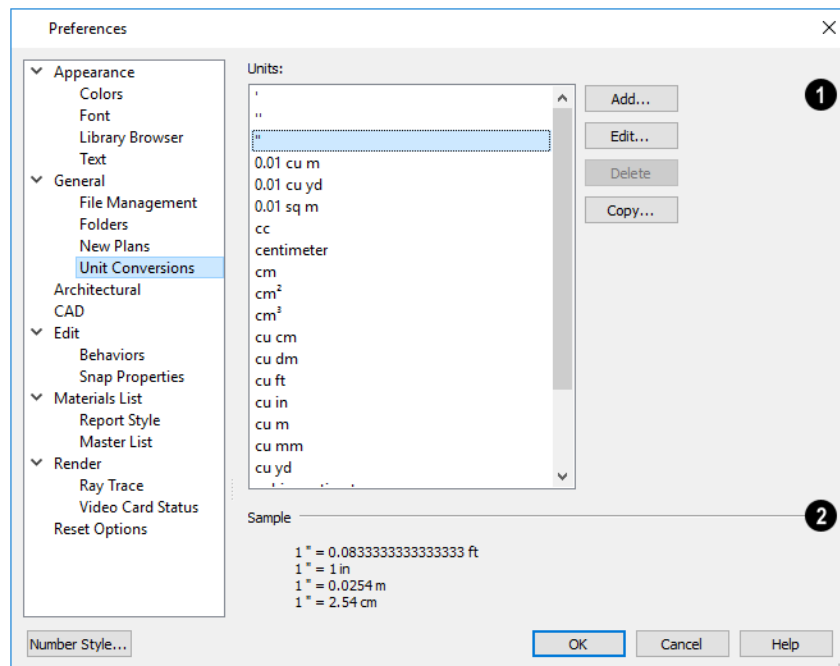 Preferences
Appearance
Colors
Font
Library Browser
Text
General
File Management
Folders
New Plans
Unit Conversions
Architectural
CAD
Edit
Behaviors
Snap Properties
Materials List
Report Style
Master List
Render
Ray Trace
Video Card Status
Reset Options
Units:
'
''
"
0.01 cu m
0.01 cu yd
0.01 sq m
cc
centimeter
cm
cm²
cm³
cu cm
cu dm
cu ft
cu in
cu m
cu mm
cu yd
Add...
Edit...
Delete
Copy...
1
Sample
2
1 " = 0.0833333333333333 ft
1 " = 1 in
1 " = 0.0254 m
1 " = 2.54 cm
Number Style...
OK
Cancel
Help